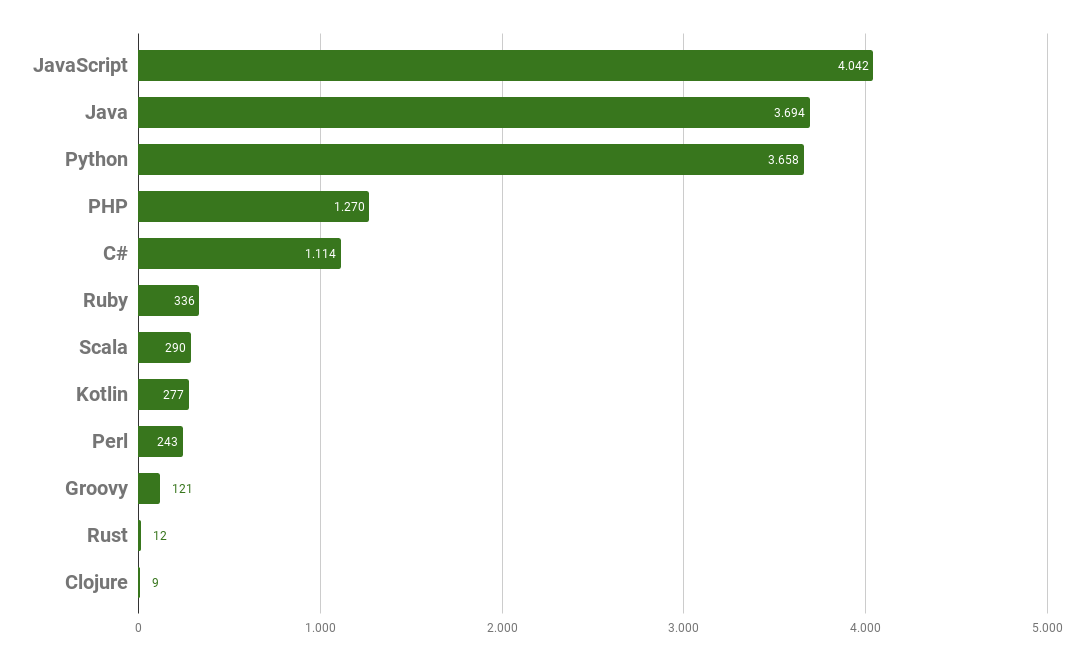 JavaScript 4.042
Java 3.694
Python 3.658
PHP 1.270
C# 1.114
Ruby 336
Scala 290
Kotlin 277
Perl 243
Groovy 121
Rust 12
Clojure 9
0 1.000 2.000 3.000 4.000 5.000